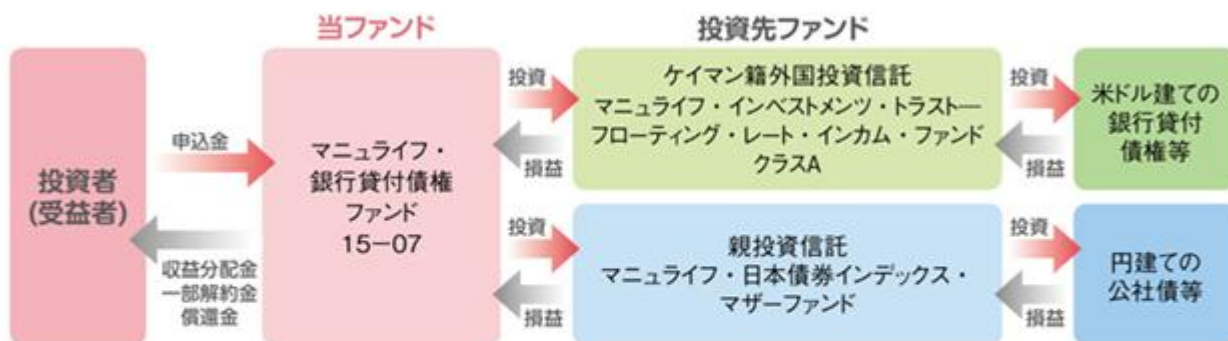 当ファンド
投資先ファンド
投資者
(受益者)
申込金
収益分配金
一部解約金
償還金
マニュライフ・
銀行貸付債権
ファンド
15−07
投資
損益
ケイマン籍外国投資信託
マニュライフ・インベストメンツ・トラスト―
フローティング・レート・インカム・ファンド
クラスA
投資
損益
米ドル建ての
銀行貸付
債権等
投資
損益
親投資信託
マニュライフ・日本債券インデックス・
マザーファンド
投資
損益
円建ての
公社債等